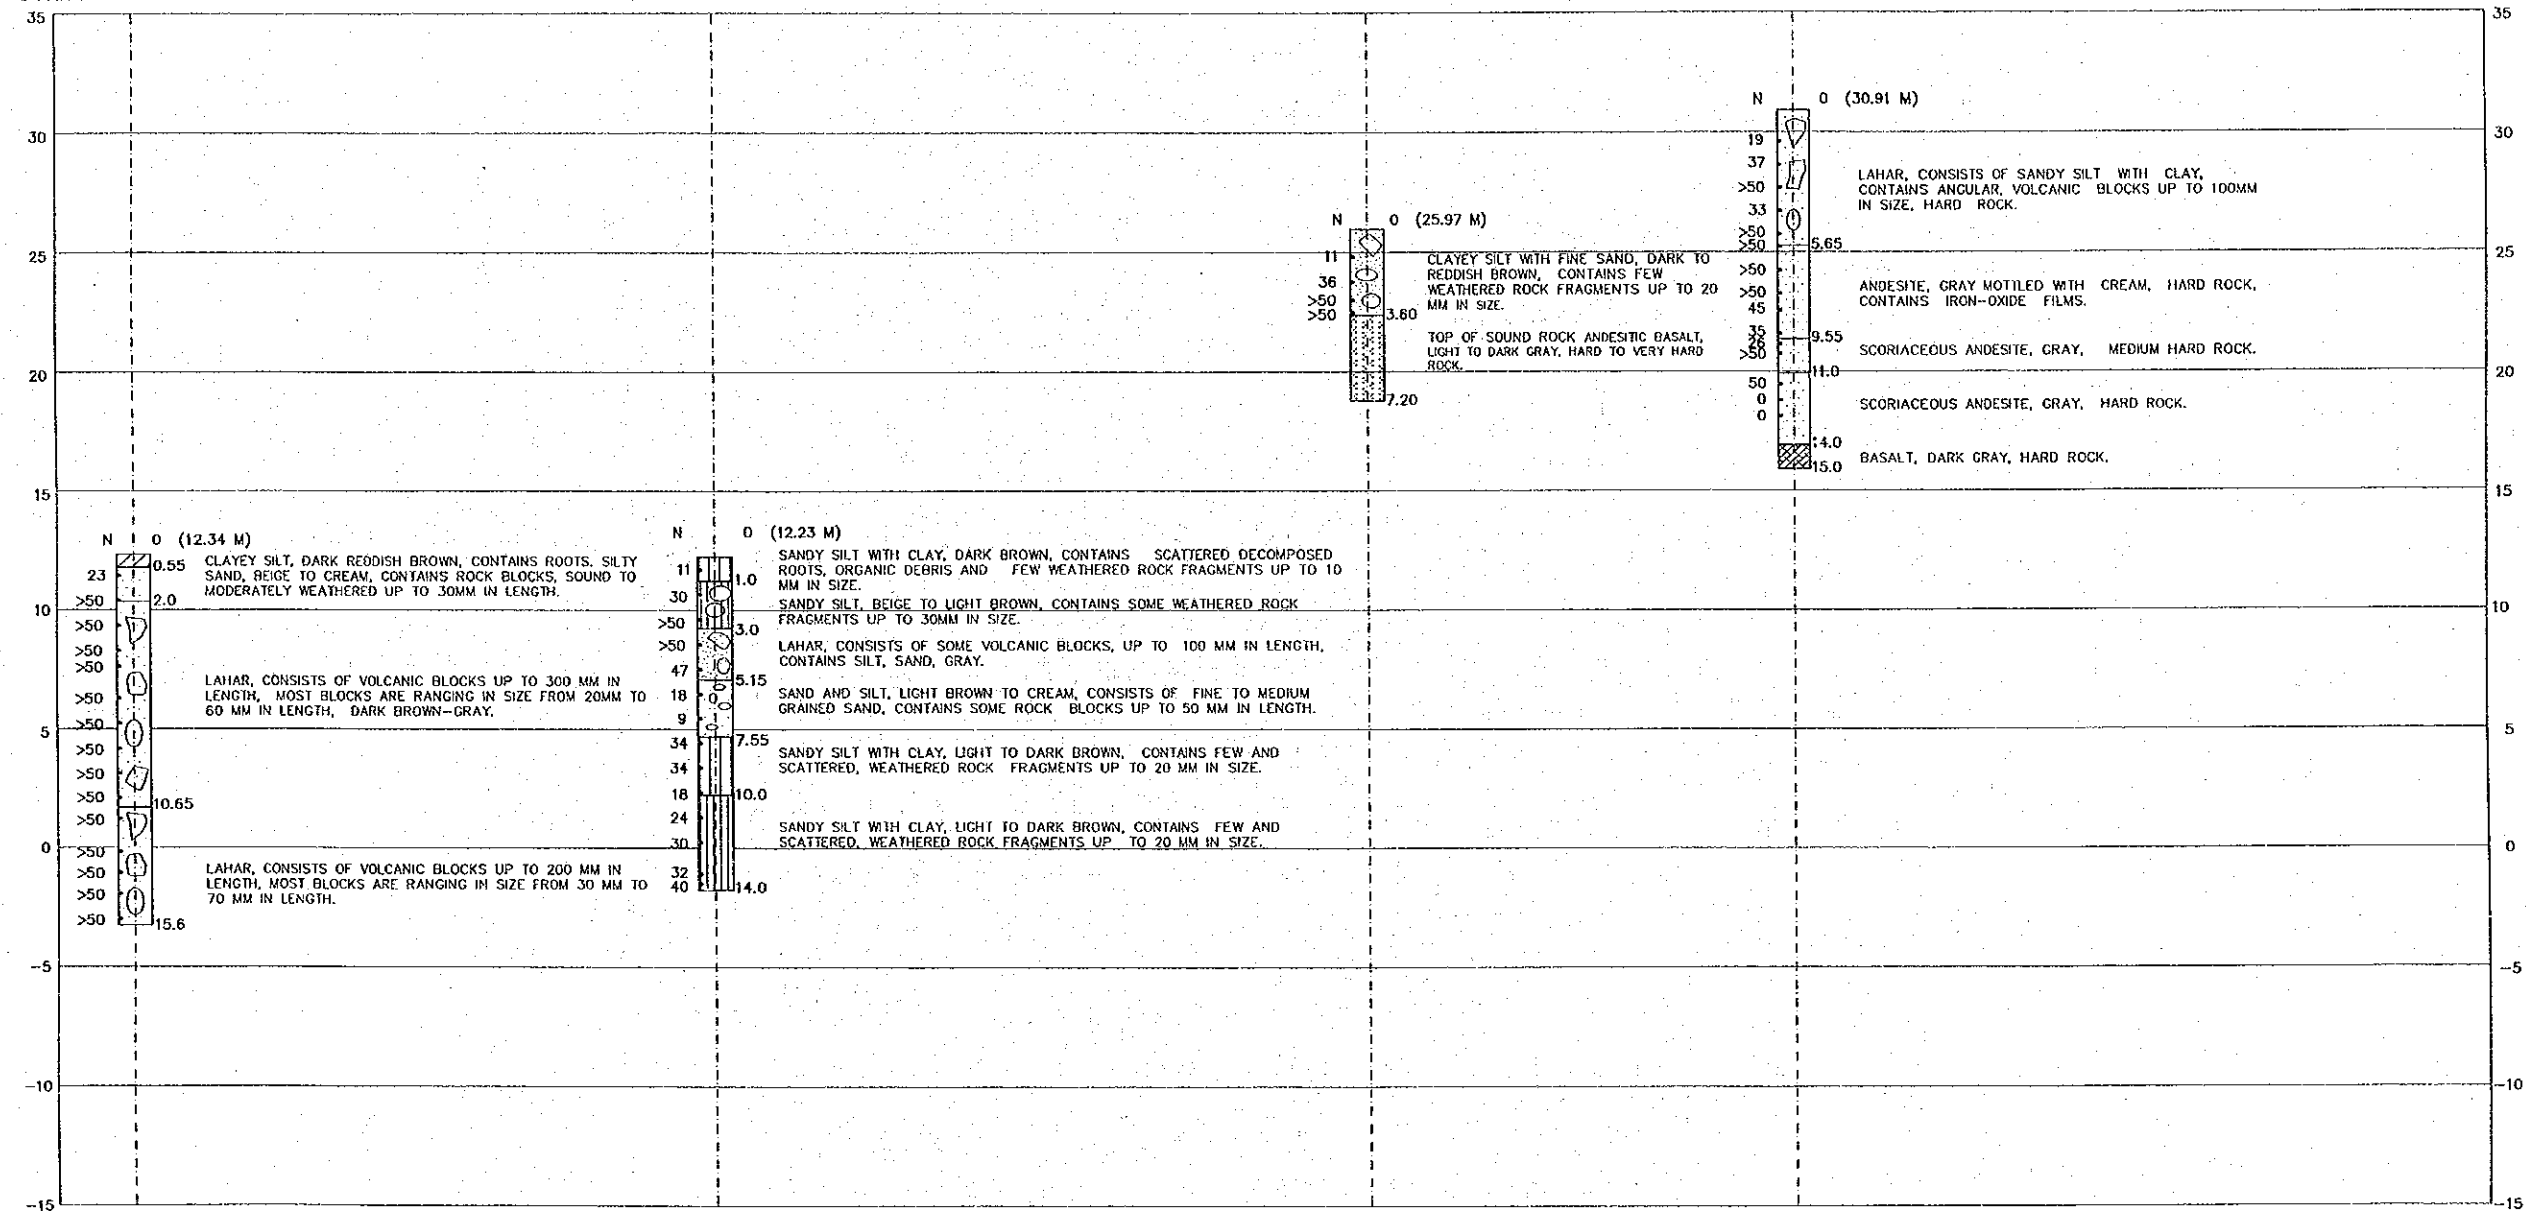 35
35
N 0 (30.91 M)
30
30
19
37
>50
33
>50
>50
5.65
>50
>50
45
35
26
>50
9.55
11.0
50
0
0
14.0
15.0
LAHAR, CONSISTS OF SANDY SILT WITH CLAY,
CONTAINS ANGULAR, VOLCANIC BLOCKS UP TO 100MM
IN SIZE, HARD ROCK.
ANDESITE, GRAY MOTILED WITH CREAM, HARD ROCK,
CONTAINS IRON-OXIDE FILMS.
SCORIACEOUS ANDESITE, GRAY, MEDIUM HARD ROCK.
SCORIACEOUS ANDESITE, GRAY, HARD ROCK.
BASALT, DARK GRAY, HARD ROCK.
N 0 (25.97 M)
25
25
11
36
>50
>50
3.60
7.20
CLAYEY SILT WITH FINE SAND, DARK TO
REDDISH BROWN, CONTAINS FEW
WEATHERED ROCK FRAGMENTS UP TO 20
MM IN SIZE.
TOP OF SOUND ROCK ANDESITIC BASALT,
LIGHT TO DARK GRAY, HARD TO VERY HARD
ROCK.
20
20
15
15
N 0 (12.34 M)
0.55
23
>50
2.0
>50
>50
>50
>50
>50
>50
>50
>50
10.65
>50
>50
>50
>50
>50
15.6
CLAYEY SILT, DARK REDDISH BROWN, CONTAINS ROOTS. SILTY
SAND, BEIGE TO CREAM, CONTAINS ROCK BLOCKS, SOUND TO
MODERATELY WEATHERED UP TO 30MM IN LENGTH.
LAHAR, CONSISTS OF VOLCANIC BLOCKS UP TO 300 MM IN
LENGTH, MOST BLOCKS ARE RANGING IN SIZE FROM 20MM TO
60 MM IN LENGTH, DARK BROWN-GRAY.
LAHAR, CONSISTS OF VOLCANIC BLOCKS UP TO 200 MM IN
LENGTH, MOST BLOCKS ARE RANGING IN SIZE FROM 30 MM TO
70 MM IN LENGTH.
N 0 (12.23 M)
11
1.0
30
>50
3.0
>50
47
5.15
18
9
7.55
34
34
18
10.0
24
30
32
40
14.0
SANDY SILT WITH CLAY, DARK BROWN, CONTAINS SCATTERED DECOMPOSED
ROOTS, ORGANIC DEBRIS AND FEW WEATHERED ROCK FRAGMENTS UP TO 10
MM IN SIZE.
SANDY SILT, BEIGE TO LIGHT BROWN, CONTAINS SOME WEATHERED ROCK
FRAGMENTS UP TO 30MM IN SIZE.
LAHAR, CONSISTS OF SOME VOLCANIC BLOCKS, UP TO 100 MM IN LENGTH,
CONTAINS SILT, SAND, GRAY.
SAND AND SILT, LIGHT BROWN TO CREAM, CONSISTS OF FINE TO MEDIUM
GRAINED SAND, CONTAINS SOME ROCK BLOCKS UP TO 50 MM IN LENGTH.
SANDY SILT WITH CLAY, LIGHT TO DARK BROWN, CONTAINS FEW AND
SCATTERED, WEATHERED ROCK FRAGMENTS UP TO 20 MM IN SIZE.
SANDY SILT WITH CLAY, LIGHT TO DARK BROWN, CONTAINS FEW AND
SCATTERED, WEATHERED ROCK FRAGMENTS UP TO 20 MM IN SIZE.
10
10
5
5
0
0
-5
-5
-10
-10
-15
-15